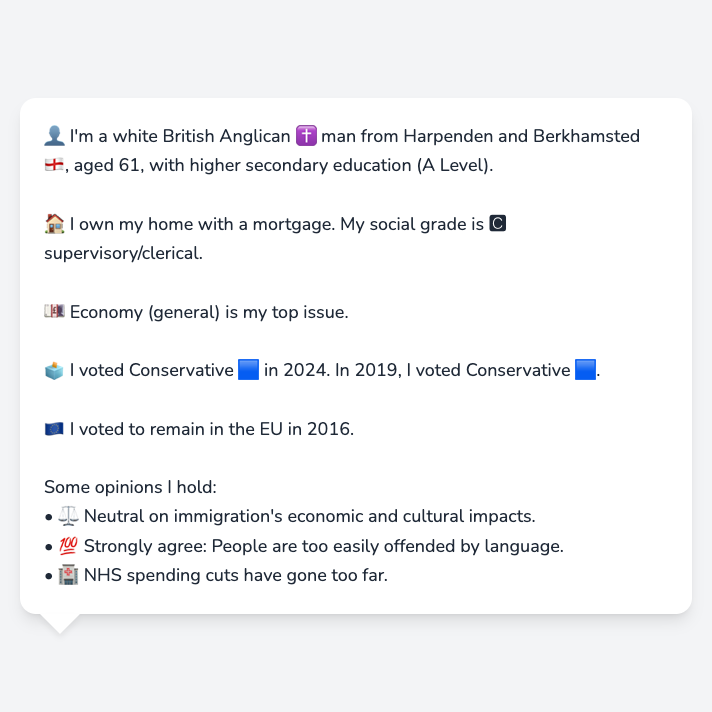 👤 I'm a white British Anglican ✝️ man from Harpenden and Berkhamsted
🏴󠁧󠁢󠁥󠁮󠁧󠁿, aged 61, with higher secondary education (A Level).
🏠 I own my home with a mortgage. My social grade is 🅲
supervisory/clerical.
💷 Economy (general) is my top issue.
🗳️ I voted Conservative 🟦 in 2024. In 2019, I voted Conservative 🟦.
🇪🇺 I voted to remain in the EU in 2016.
Some opinions I hold:
• ⚖️ Neutral on immigration's economic and cultural impacts.
• 💯 Strongly agree: People are too easily offended by language.
• 🏥 NHS spending cuts have gone too far.